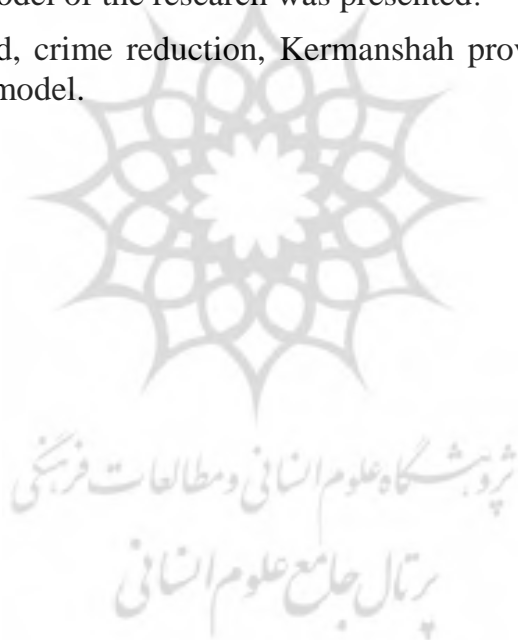 odel of the research was presented.
d, crime reduction, Kermanshah prov
model.
پژوهشگاه علوم انسانی و مطالعات فرهنگی
پرتال جامع علوم انسانی